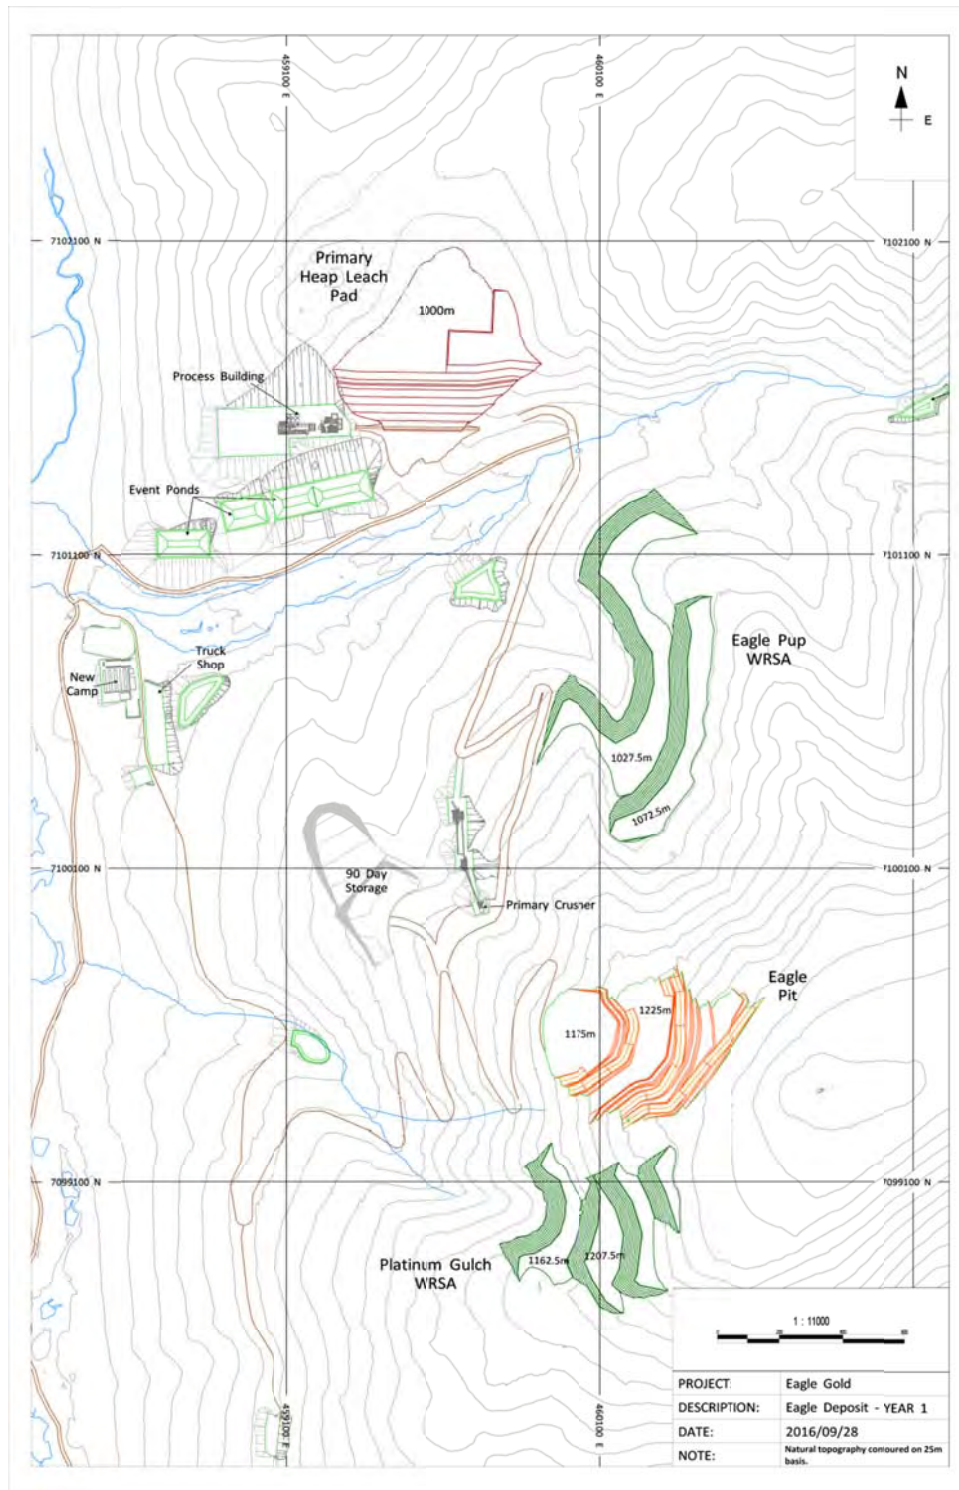 459100 E
460100 E
N
E
7102100 N
7102100 N
Primary
Heap Leach
Pad
1000m
Process Building
Event Ponds
7101100 N
7101100 N
Eagle Pup
WRSA
Truck
Shop
New
Camp
1027.5m
1072.5m
7100100 N
7100100 N
90 Day
Storage
Primary Crusher
Eagle
Pit
1225m
1175m
7099100 N
7099100 N
Platinum Gulch
WRSA
1162.5m
1207.5m
1 : 11000
459100 E
460100 E
PROJECT: Eagle Gold
DESCRIPTION: Eagle Deposit - YEAR 1
DATE: 2016/09/28
NOTE: Natural topography contoured on 25m
basis.